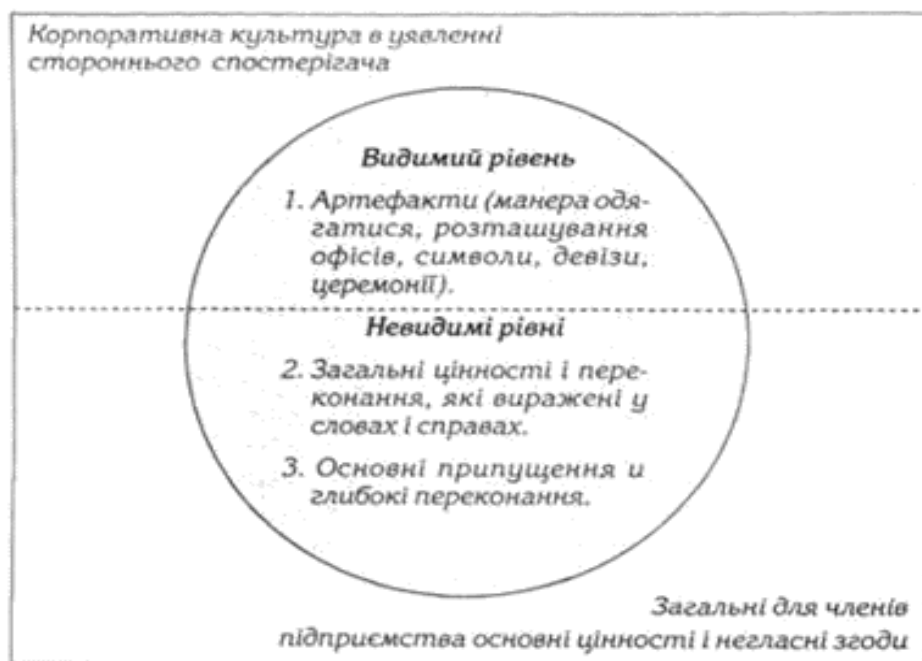 Корпоративна культура в уявленні
стороннього спостерігача
Видимий рівень
1. Артефакти (манера одя-
гатися, розташування
офісів, символи, девізи,
церемонії).
Невидимі рівні
2. Загальні цінності і пере-
конання, які виражені у
словах і справах.
3. Основні припущення и
глибокі переконання.
Загальні для членів
підприємства основні цінності і негласні згоди